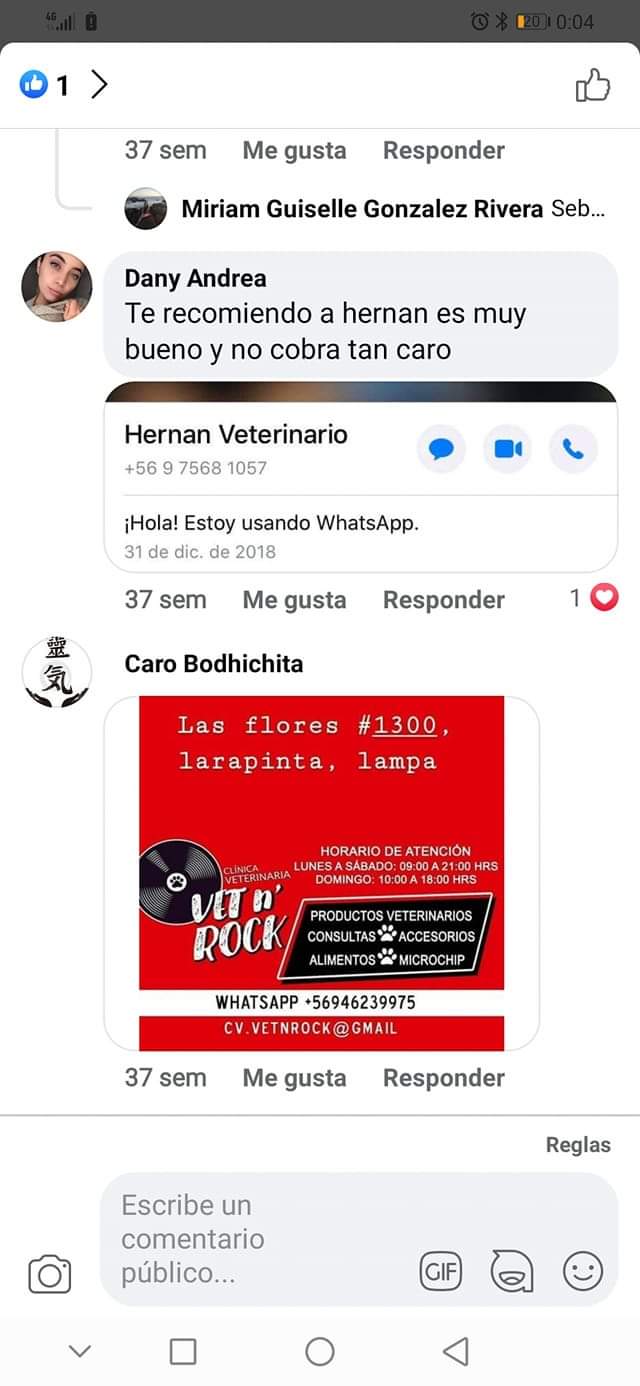 4G
20
0:04
1
37 sem Me gusta Responder
Miriam Guiselle Gonzalez Rivera Seb...
Dany Andrea
Te recomiendo a hernan es muy
bueno y no cobra tan caro
Hernan Veterinario
+56 9 7568 1057
¡Hola! Estoy usando WhatsApp.
31 de dic. de 2018
37 sem Me gusta Responder 1
靈
気
Caro Bodhichita
Las flores #1300,
larapinta, lampa
HORARIO DE ATENCIÓN
LUNES A SÁBADO: 09:00 A 21:00 HRS
DOMINGO: 10:00 A 18:00 HRS
CLÍNICA
VETERINARIA
VET n'
ROCK
PRODUCTOS VETERINARIOS
CONSULTAS ACCESORIOS
ALIMENTOS MICROCHIP
WHATSAPP +56946239975
CV.VETNROCK@GMAIL
37 sem Me gusta Responder
Reglas
Escribe un
comentario
público...
GIF